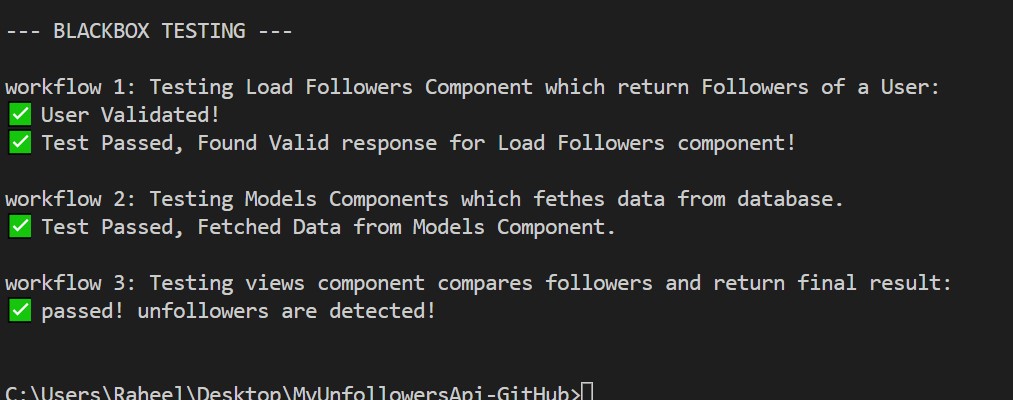 --- BLACKBOX TESTING ---
workflow 1: Testing Load Followers Component which return Followers of a User:
✅ User Validated!
✅ Test Passed, Found Valid response for Load Followers component!
workflow 2: Testing Models Components which fethes data from database.
✅ Test Passed, Fetched Data from Models Component.
workflow 3: Testing views component compares followers and return final result:
✅ passed! unfollowers are detected!
C:\Users\Raheel\Desktop\MyUnfollowersApi-GitHub>